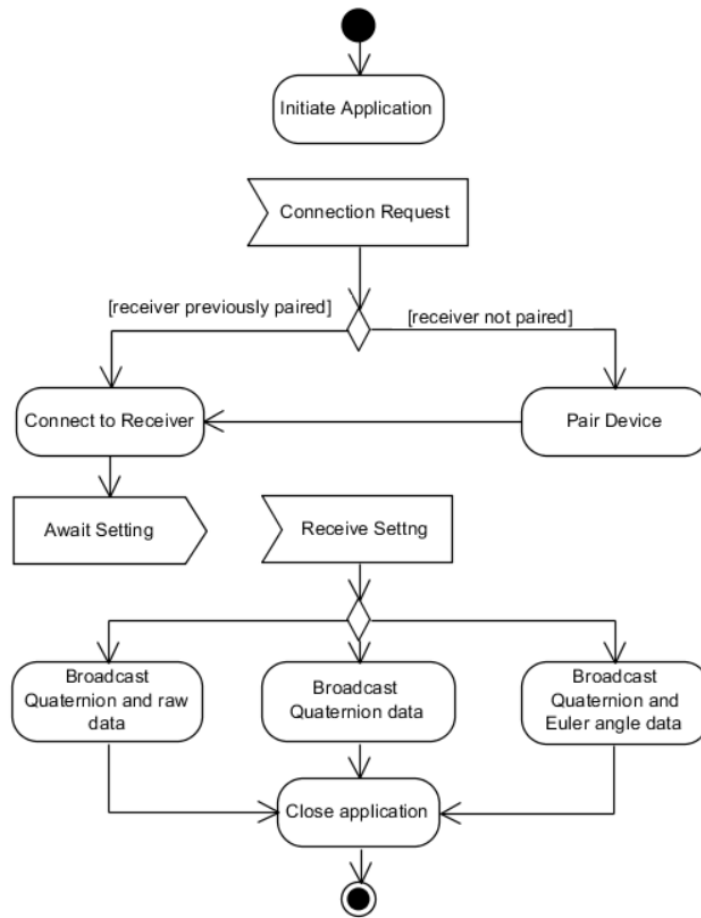 Initiate Application
Connection Request
[receiver previously paired]
[receiver not paired]
Connect to Receiver
Pair Device
Await Setting
Receive Settng
Broadcast
Quaternion and raw
data
Broadcast
Quaternion data
Broadcast
Quaternion and
Euler angle data
Close application